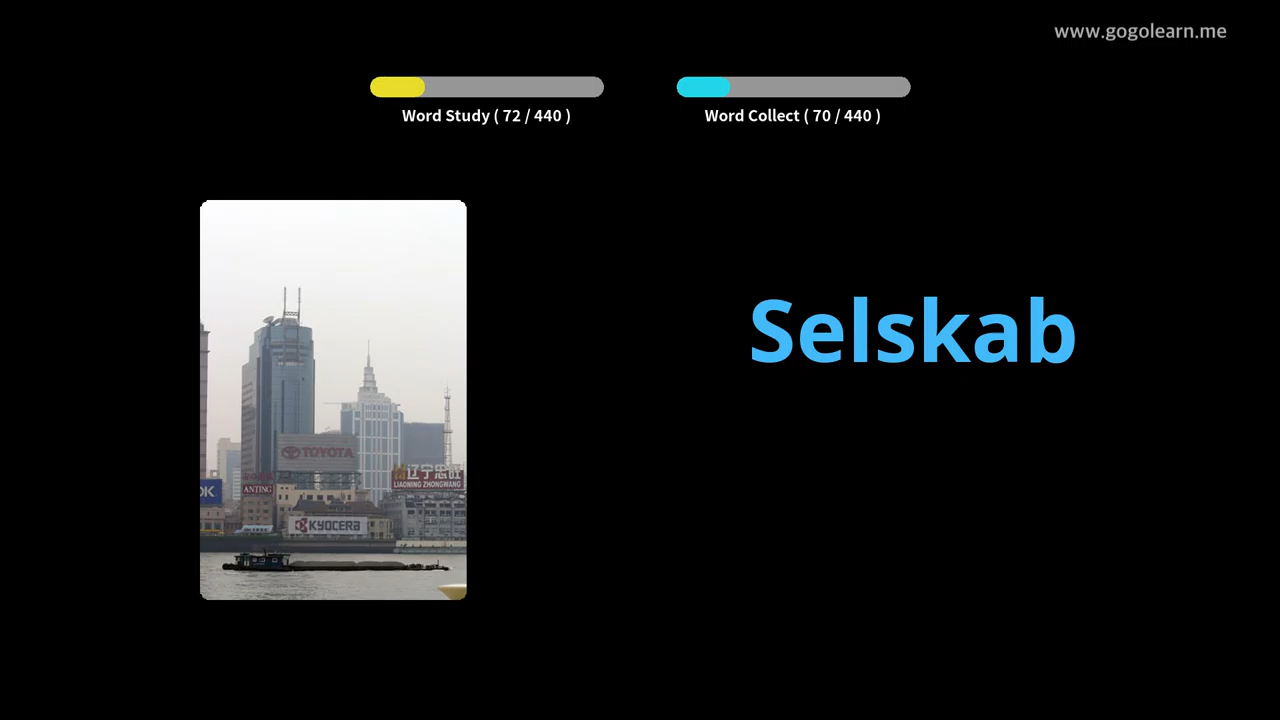 www.gogolearn.me
Word Study ( 72 / 440 )
Word Collect ( 70 / 440 )
Selskab
TOYOTA
辽宁忠旺
LIAONING ZHONGWANG
OK
ANTING
KYOCERA